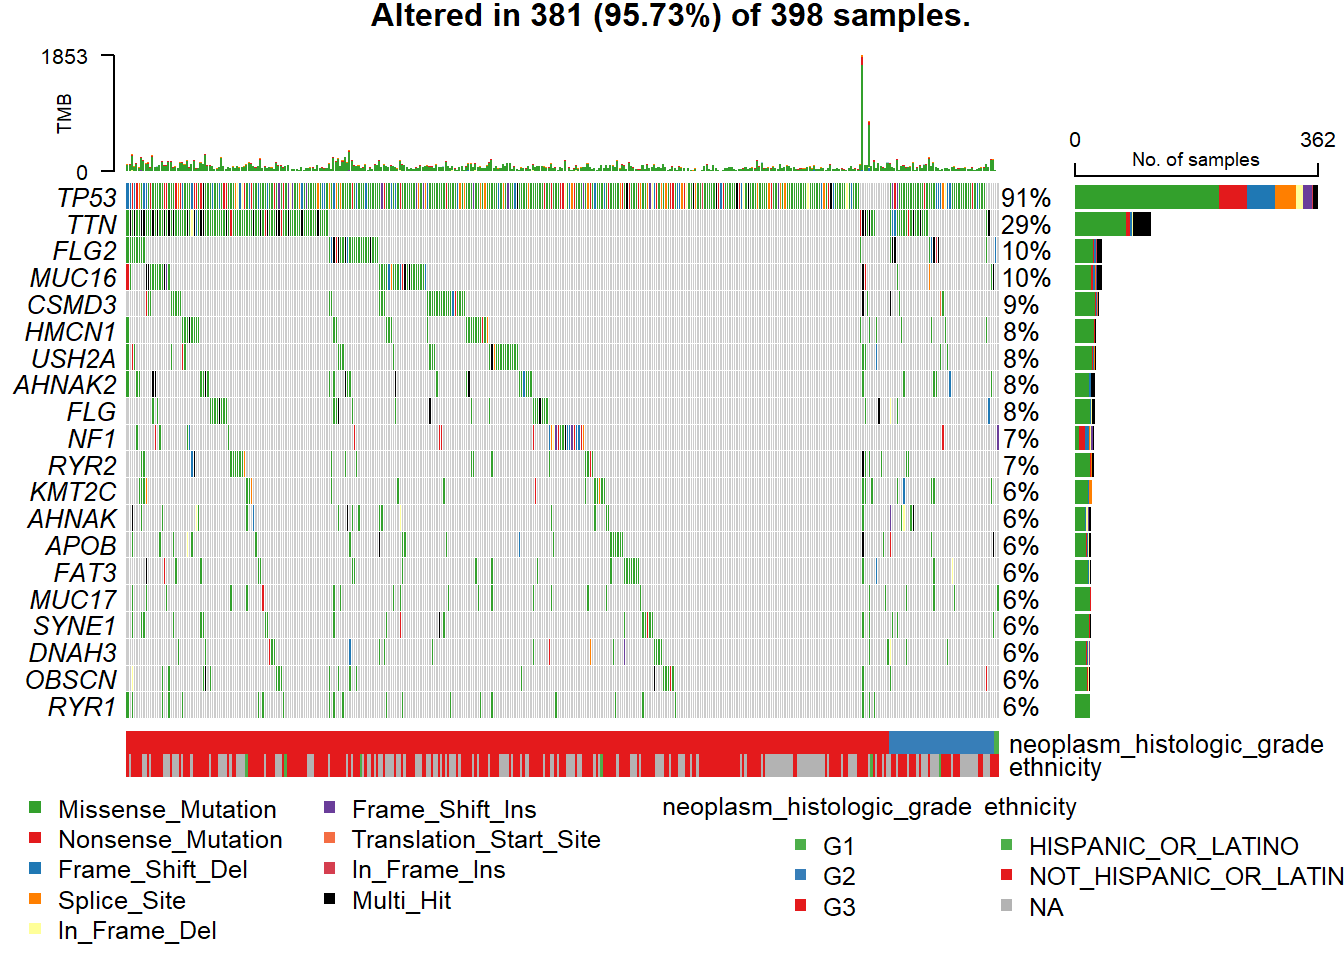 Altered in 381 (95.73%) of 398 samples.
1853
TMB
0
0 362
No. of samples
TP53 91%
TTN 29%
FLG2 10%
MUC16 10%
CSMD3 9%
HMCN1 8%
USH2A 8%
AHNAK2 8%
FLG 8%
NF1 7%
RYR2 7%
KMT2C 6%
AHNAK 6%
APOB 6%
FAT3 6%
MUC17 6%
SYNE1 6%
DNAH3 6%
OBSCN 6%
RYR1 6%
neoplasm_histologic_grade
ethnicity
Missense_Mutation
Nonsense_Mutation
Frame_Shift_Del
Splice_Site
In_Frame_Del
Frame_Shift_Ins
Translation_Start_Site
In_Frame_Ins
Multi_Hit
neoplasm_histologic_grade
G1
G2
G3
ethnicity
HISPANIC_OR_LATINO
NOT_HISPANIC_OR_LATIN
NA